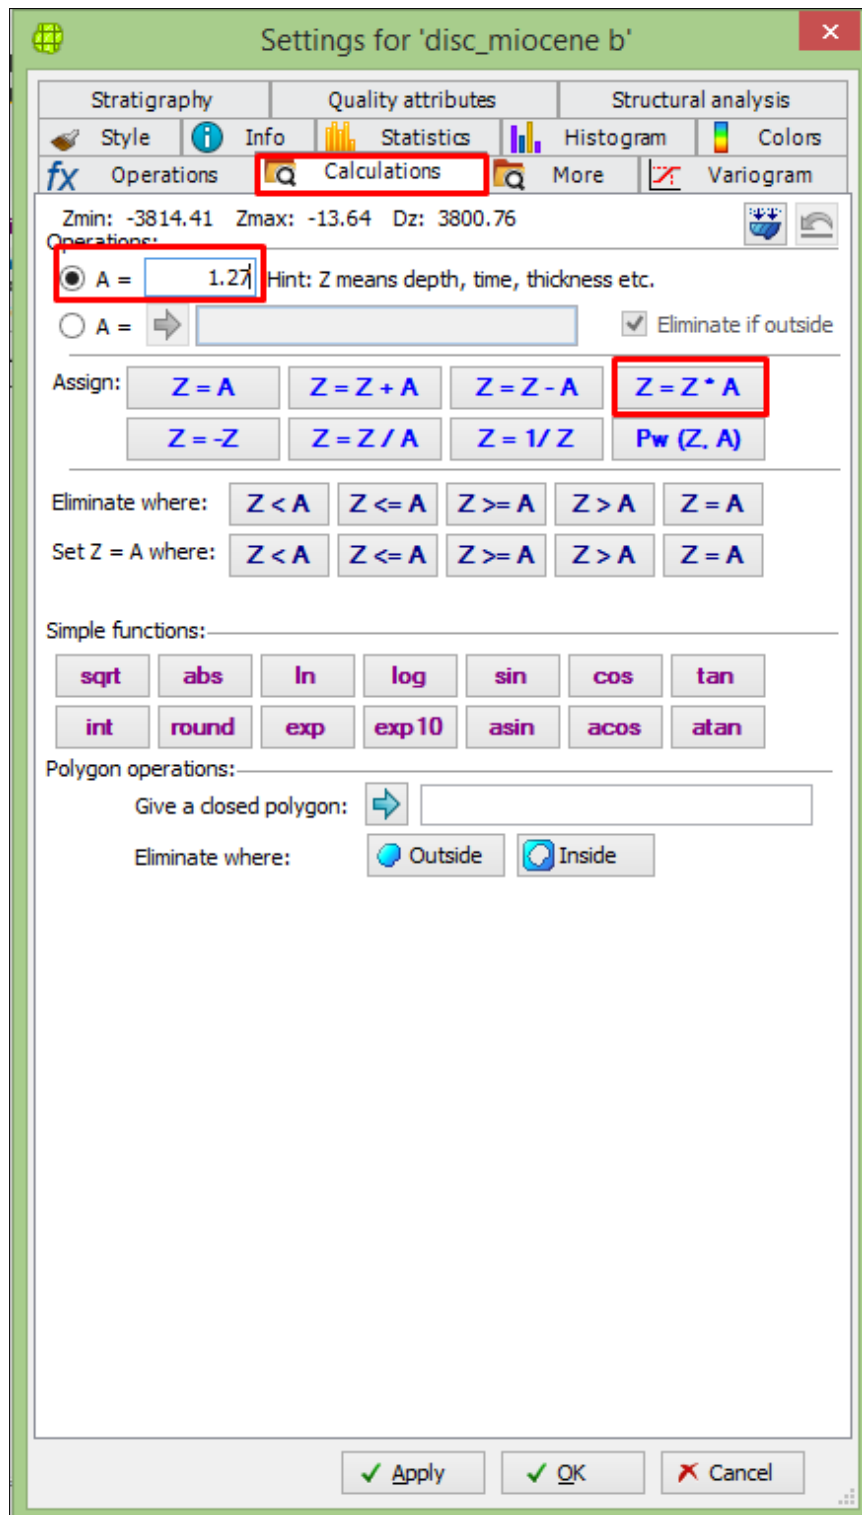 Settings for 'disc_miocene b'
Stratigraphy Quality attributes Structural analysis
Style Info Statistics Histogram Colors
fx Operations Calculations More Variogram
Zmin: -3814.41 Zmax: -13.64 Dz: 3800.76
Operations:
A = 1.27 Hint: Z means depth, time, thickness etc.
A = Eliminate if outside
Assign: Z = A Z = Z + A Z = Z - A Z = Z * A
Z = -Z Z = Z / A Z = 1/ Z Pw (Z, A)
Eliminate where: Z < A Z <= A Z >= A Z > A Z = A
Set Z = A where: Z < A Z <= A Z >= A Z > A Z = A
Simple functions:
sqrt abs ln log sin cos tan
int round exp exp10 asin acos atan
Polygon operations:
Give a closed polygon:
Eliminate where: Outside Inside
Apply OK Cancel